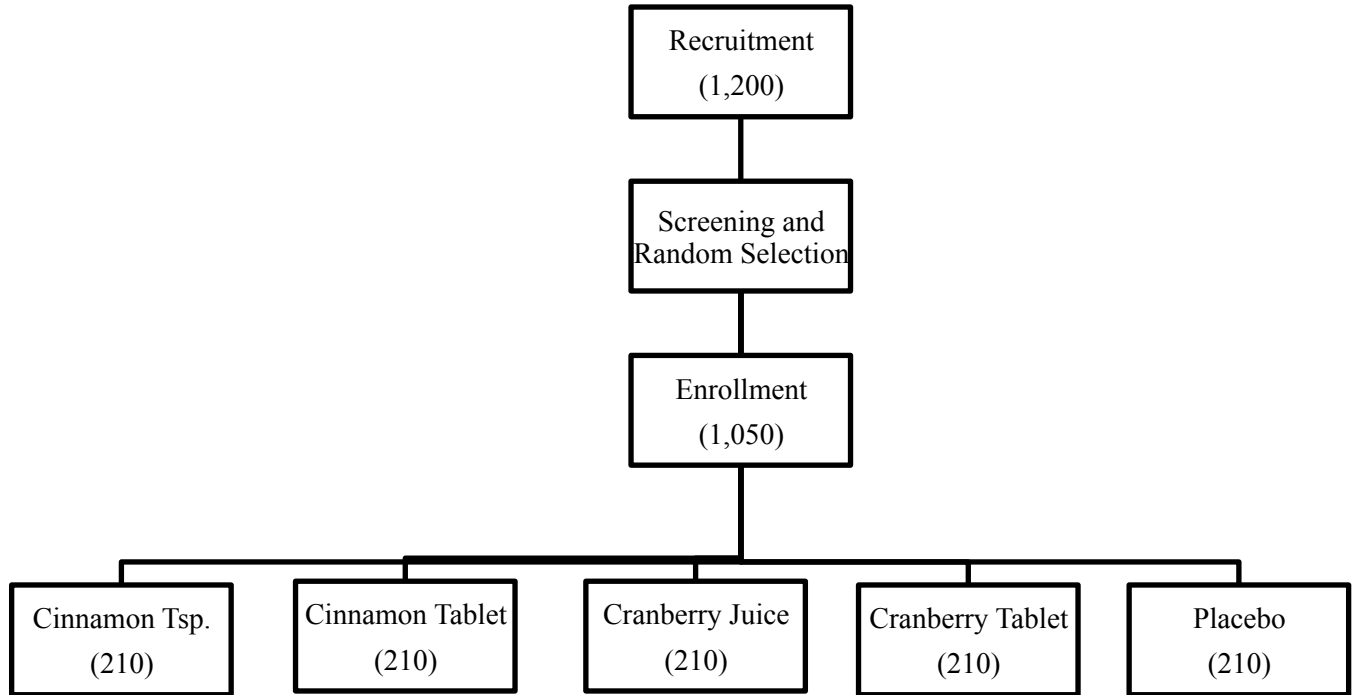 Recruitment
(1,200)
Screening and
Random Selection
Enrollment
(1,050)
Cinnamon Tsp.
(210)
Cinnamon Tablet
(210)
Cranberry Juice
(210)
Cranberry Tablet
(210)
Placebo
(210)